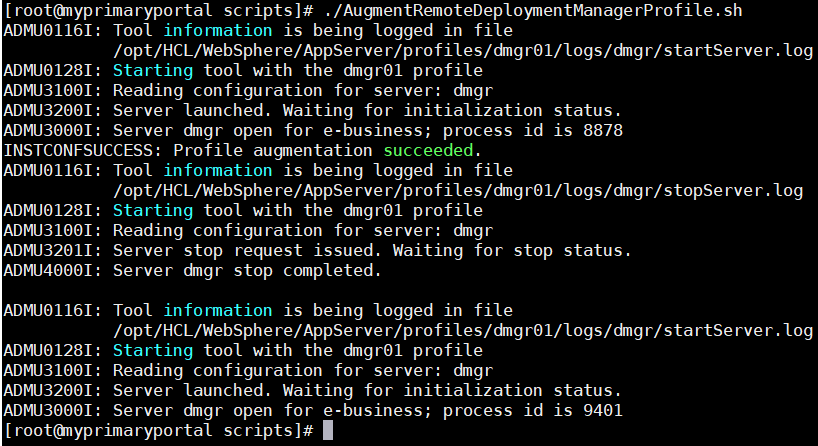 [root@myprimaryportal scripts]# ./AugmentRemoteDeploymentManagerProfile.sh
ADMU0116I: Tool information is being logged in file
/opt/HCL/WebSphere/AppServer/profiles/dmgr01/logs/dmgr/startServer.log
ADMU0128I: Starting tool with the dmgr01 profile
ADMU3100I: Reading configuration for server: dmgr
ADMU3200I: Server launched. Waiting for initialization status.
ADMU3000I: Server dmgr open for e-business; process id is 8878
INSTCONFSUCCESS: Profile augmentation succeeded.
ADMU0116I: Tool information is being logged in file
/opt/HCL/WebSphere/AppServer/profiles/dmgr01/logs/dmgr/stopServer.log
ADMU0128I: Starting tool with the dmgr01 profile
ADMU3100I: Reading configuration for server: dmgr
ADMU3201I: Server stop request issued. Waiting for stop status.
ADMU4000I: Server dmgr stop completed.

ADMU0116I: Tool information is being logged in file
/opt/HCL/WebSphere/AppServer/profiles/dmgr01/logs/dmgr/startServer.log
ADMU0128I: Starting tool with the dmgr01 profile
ADMU3100I: Reading configuration for server: dmgr
ADMU3200I: Server launched. Waiting for initialization status.
ADMU3000I: Server dmgr open for e-business; process id is 9401
[root@myprimaryportal scripts]#